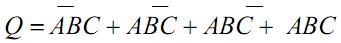 Q = A̅BC + AB̅C + ABC̅ + ABC